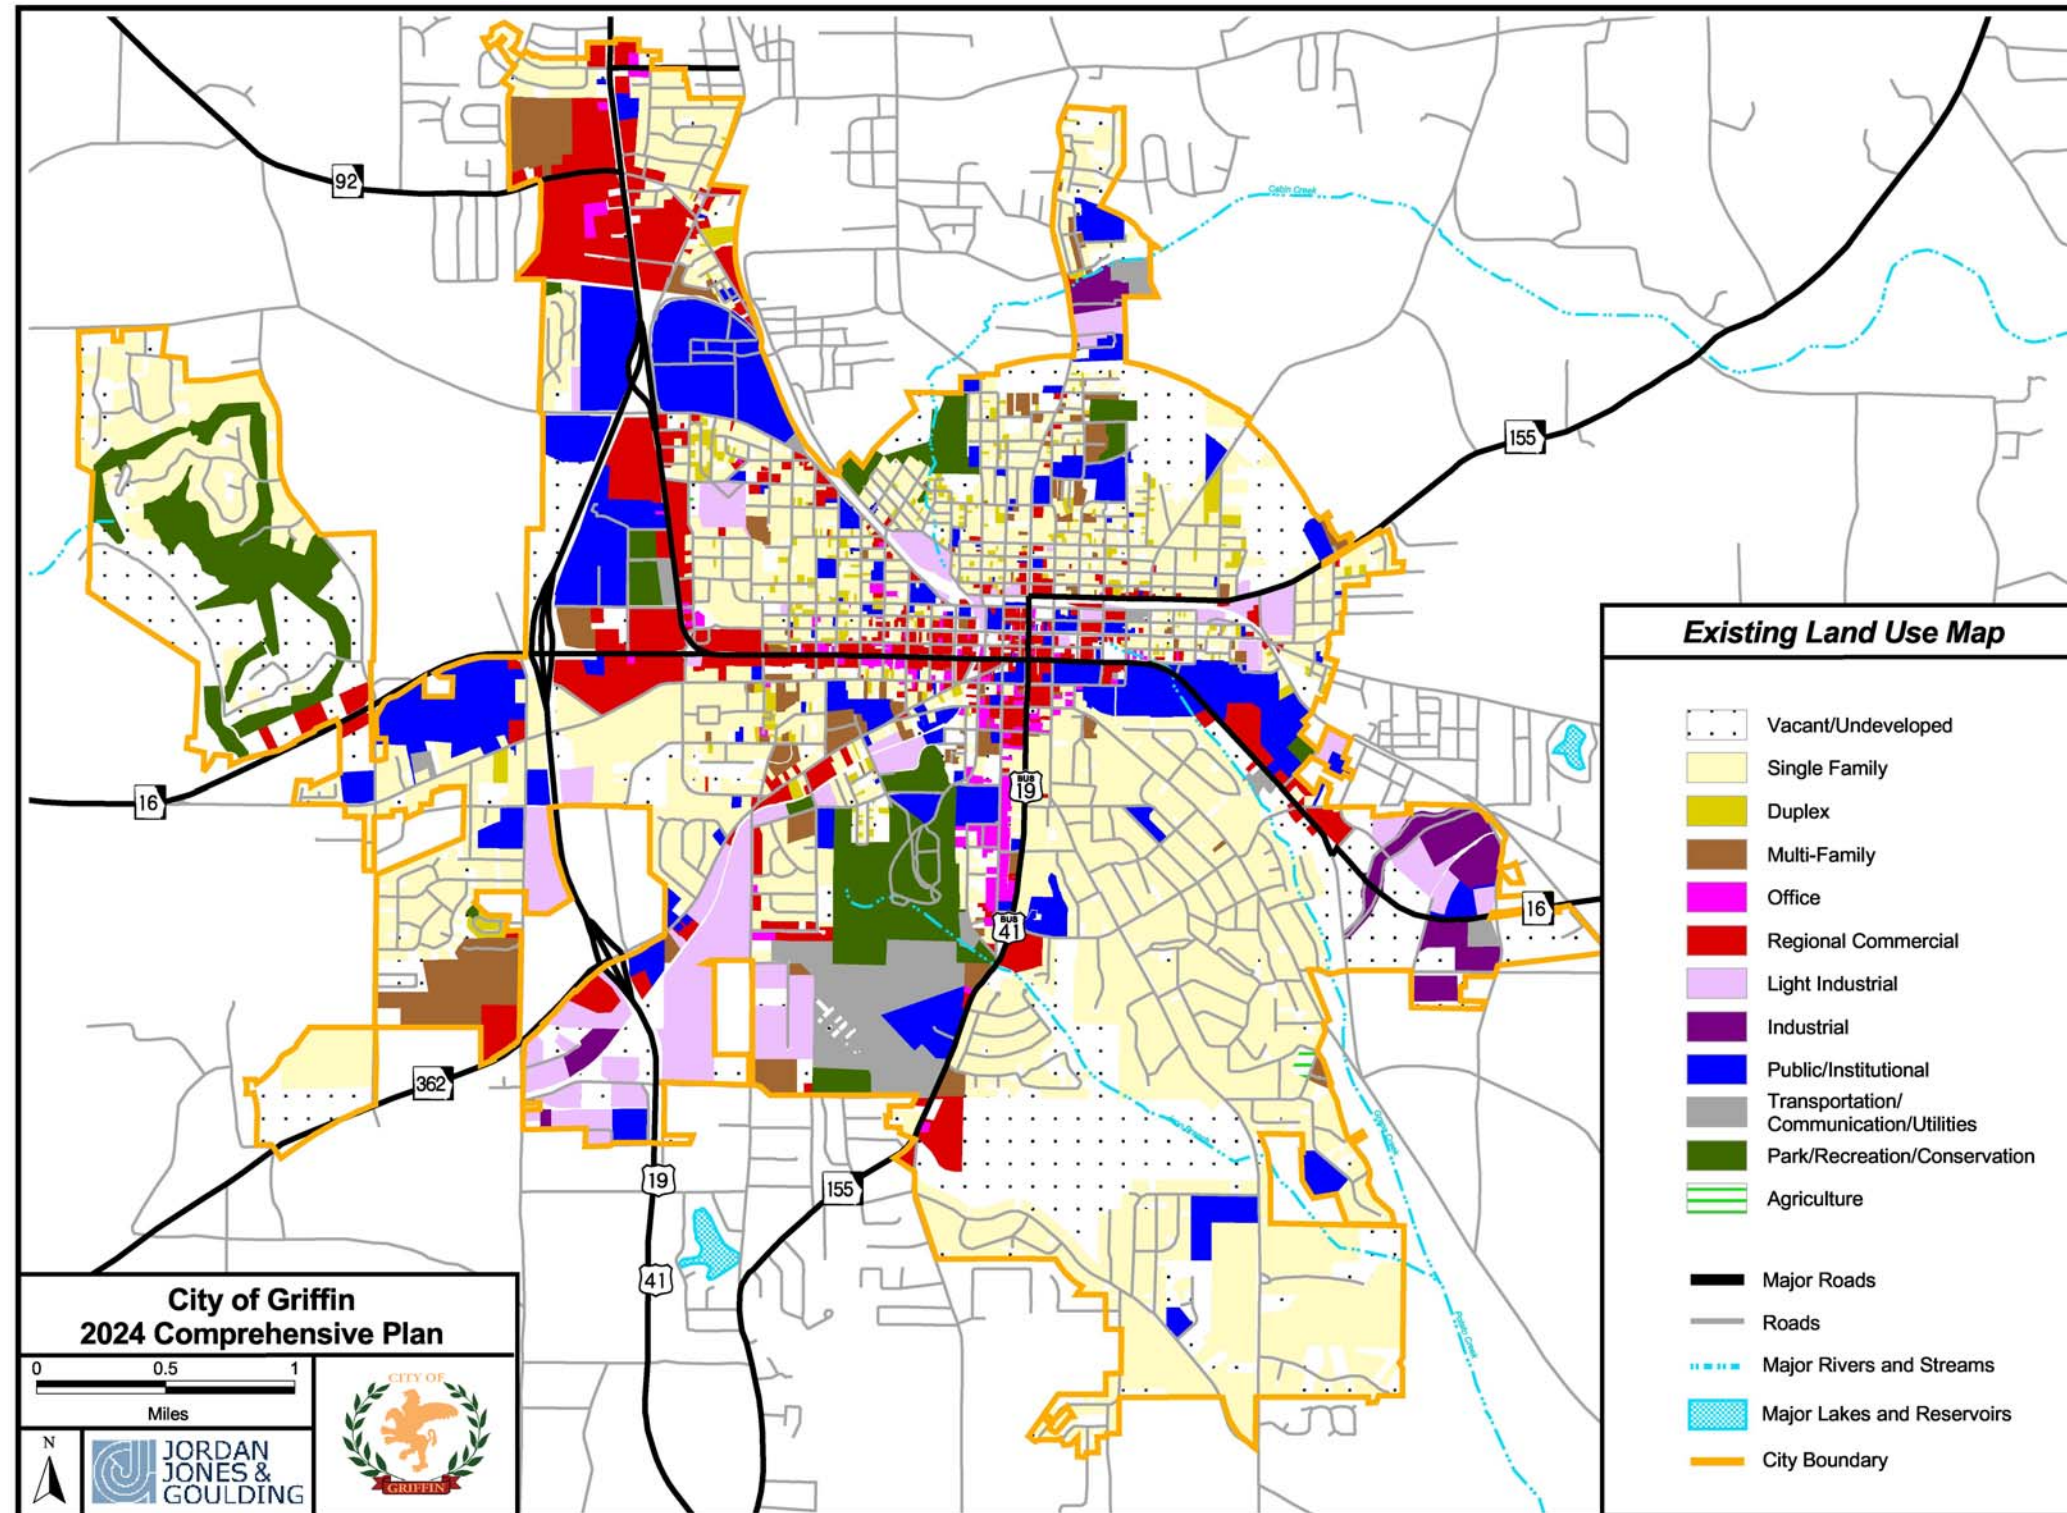 92
Cabin Creek
155
16
BUS
19
BUS
41
16
362
19
155
41
Potato Creek
Existing Land Use Map
Vacant/Undeveloped
Single Family
Duplex
Multi-Family
Office
Regional Commercial
Light Industrial
Industrial
Public/Institutional
Transportation/
Communication/Utilities
Park/Recreation/Conservation
Agriculture
Major Roads
Roads
Major Rivers and Streams
Major Lakes and Reservoirs
City Boundary
City of Griffin
2024 Comprehensive Plan
0 0.5 1
Miles
N
JORDAN
JONES &
GOULDING
CITY OF
GRIFFIN